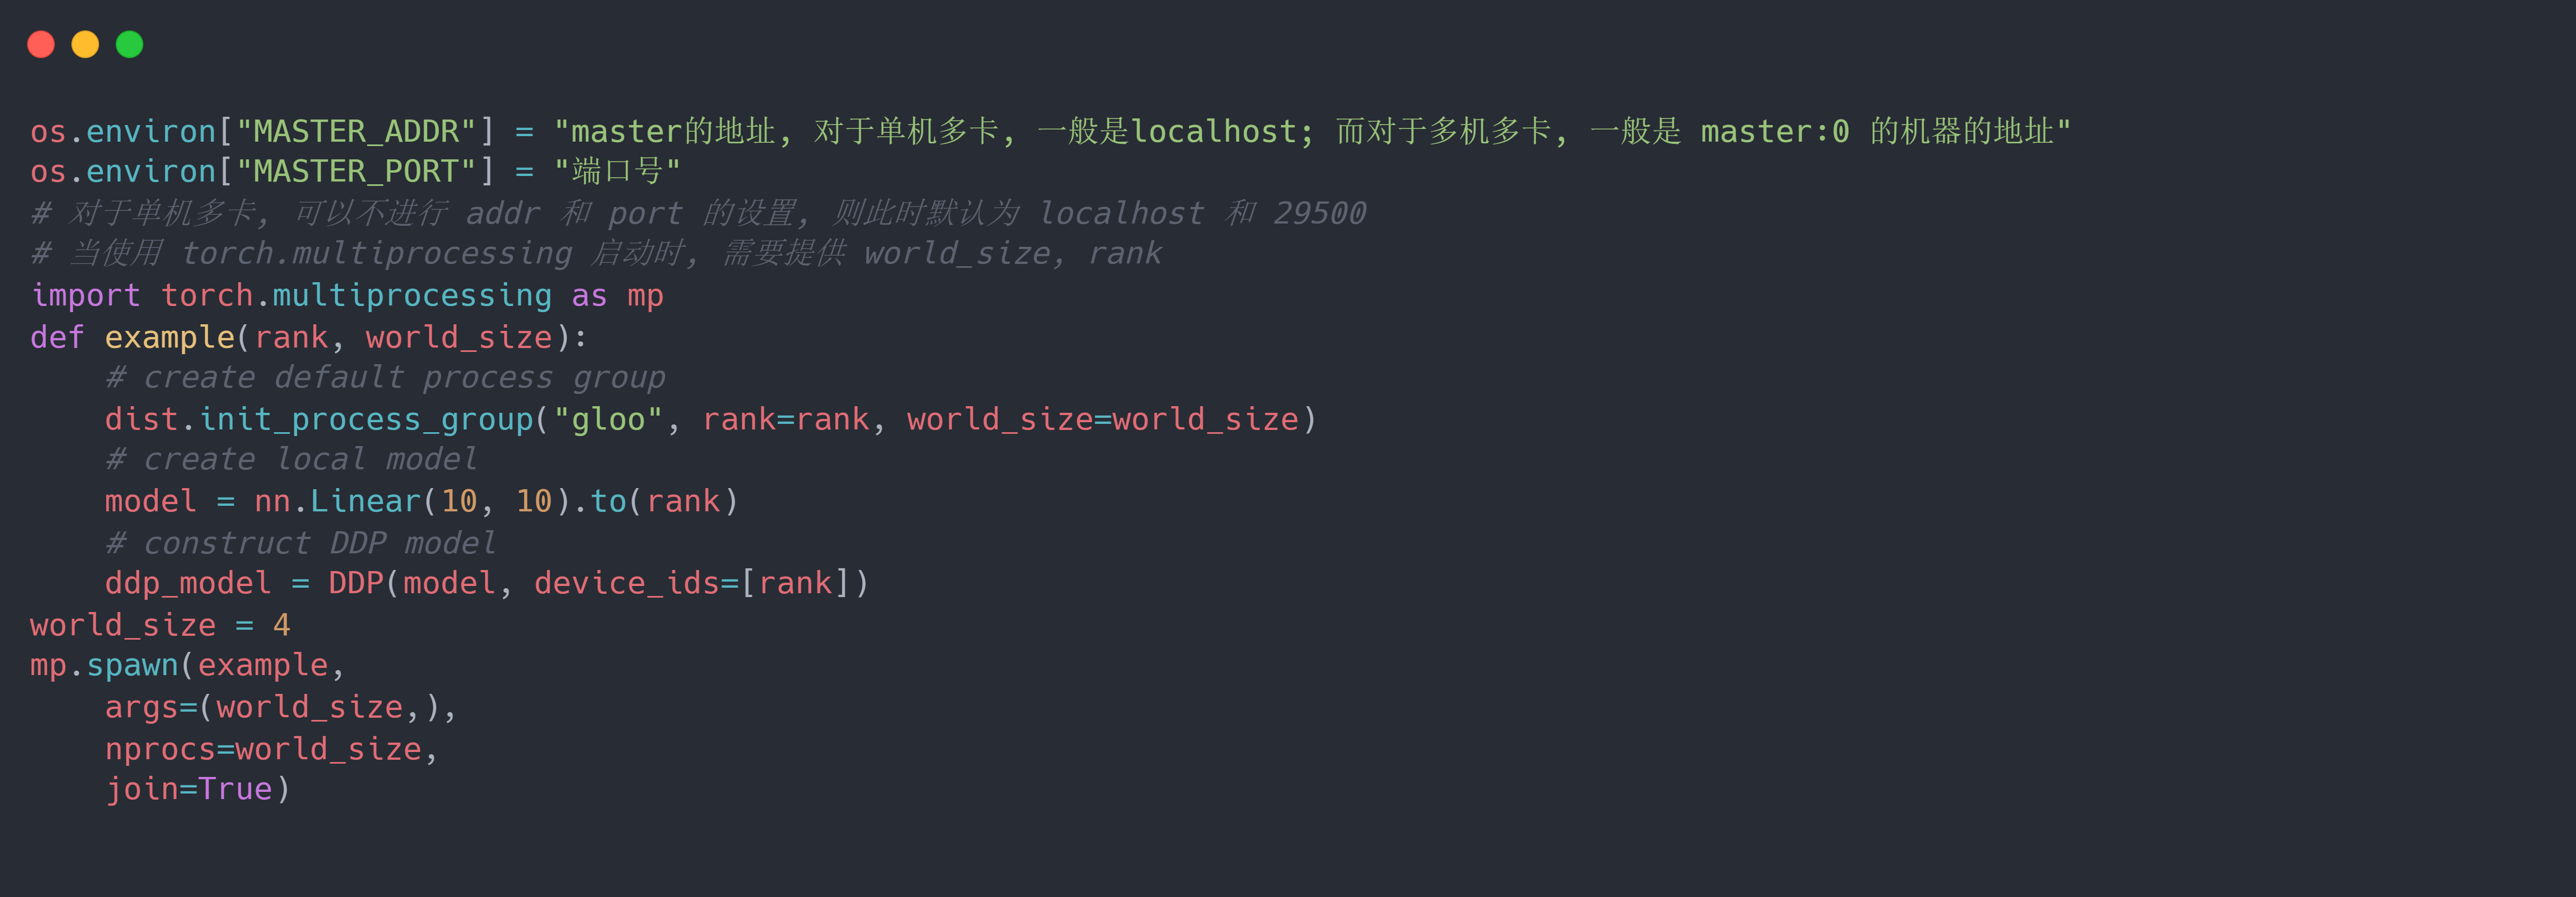 os.environ["MASTER_ADDR"] = "master的地址, 对于单机多卡, 一般是localhost; 而对于多机多卡, 一般是 master:0 的机器的地址"
os.environ["MASTER_PORT"] = "端口号"
# 对于单机多卡, 可以不进行 addr 和 port 的设置, 则此时默认为 localhost 和 29500
# 当使用 torch.multiprocessing 启动时, 需要提供 world_size, rank
import torch.multiprocessing as mp
def example(rank, world_size):
    # create default process group
    dist.init_process_group("gloo", rank=rank, world_size=world_size)
    # create local model
    model = nn.Linear(10, 10).to(rank)
    # construct DDP model
    ddp_model = DDP(model, device_ids=[rank])
world_size = 4
mp.spawn(example,
    args=(world_size,),
    nprocs=world_size,
    join=True)